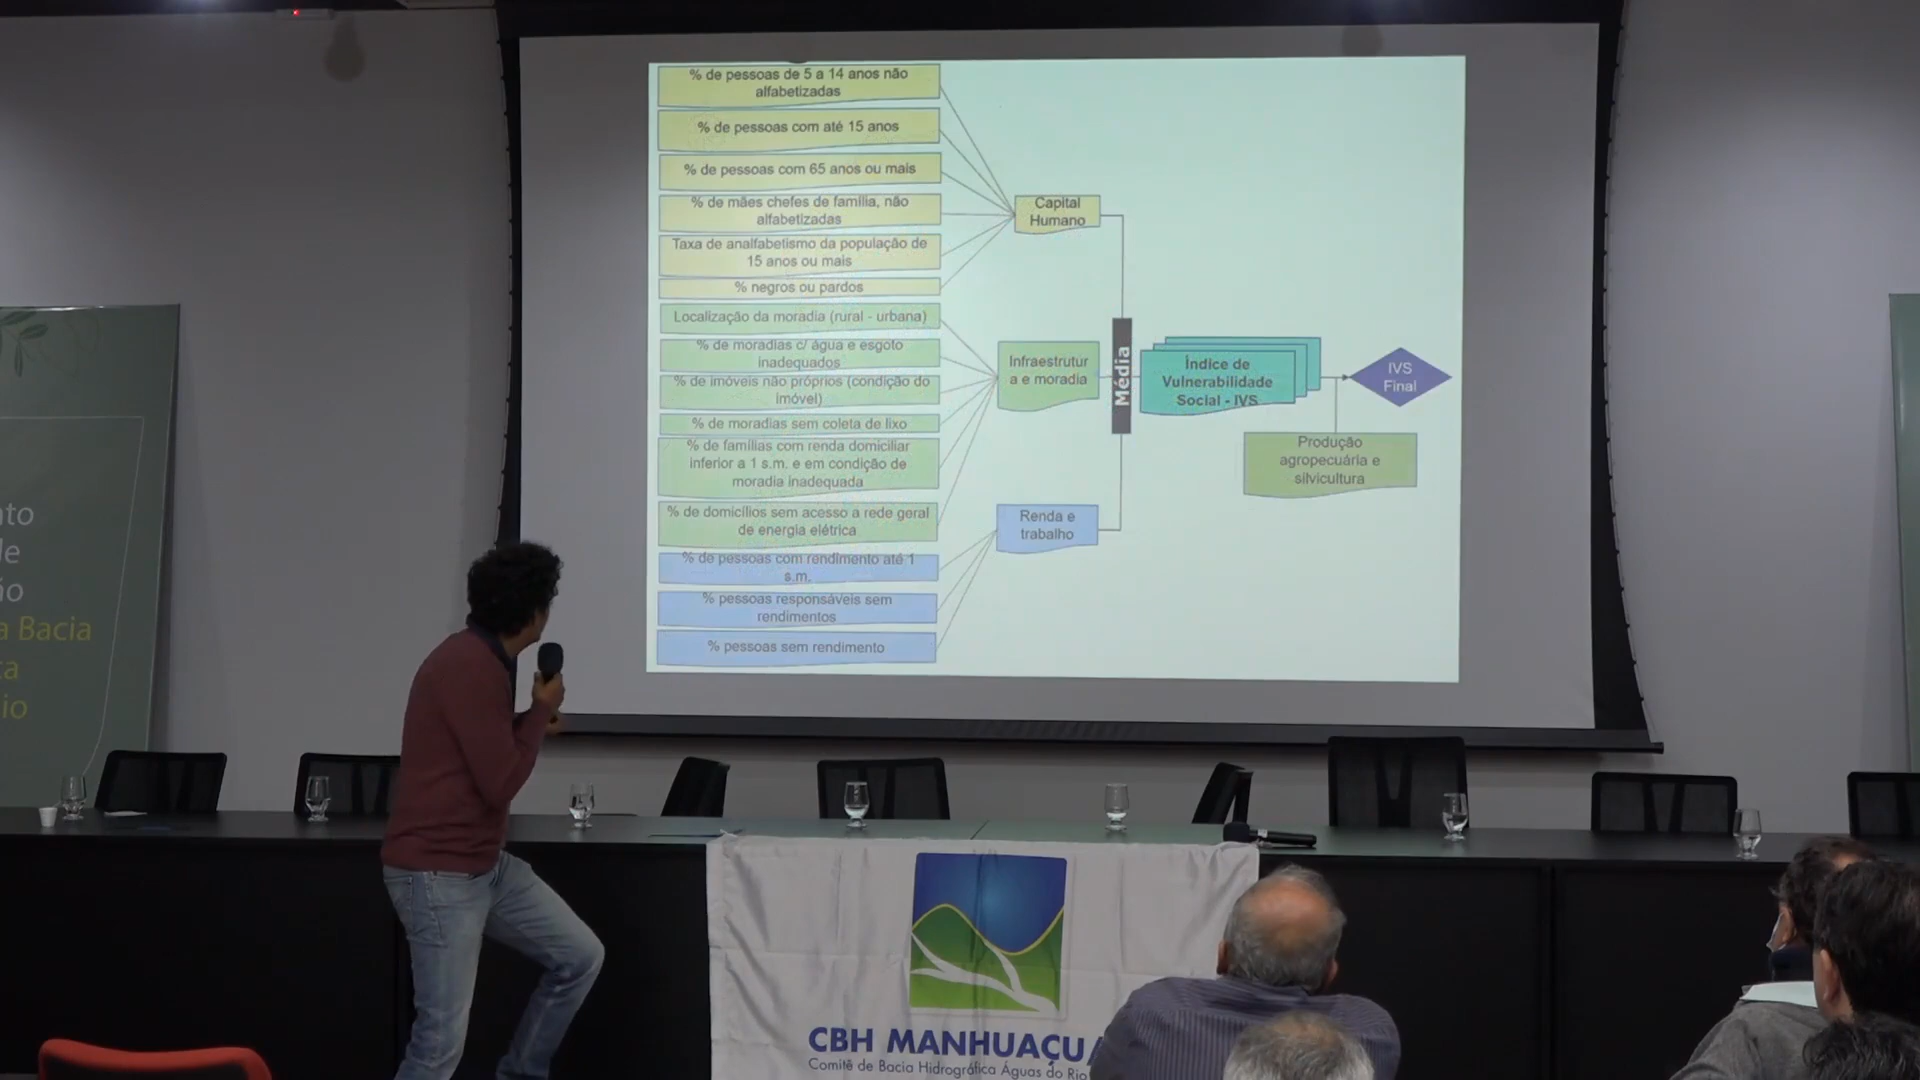 % de pessoas de 5 a 14 anos não
alfabetizadas
% de pessoas com até 15 anos
% de pessoas com 65 anos ou mais
% de mães chefes de família, não
alfabetizadas
Taxa de analfabetismo da população de
15 anos ou mais
% negros ou pardos
Localização da moradia (rural - urbana)
% de moradias c/ água e esgoto
inadequados
% de imóveis não próprios (condição do
imóvel)
% de moradias sem coleta de lixo
% de famílias com renda domiciliar
inferior a 1 s.m. e em condição de
moradia inadequada
% de domicílios sem acesso a rede geral
de energia elétrica
% de pessoas com rendimento até 1
s.m.
% pessoas responsáveis sem
rendimentos
% pessoas sem rendimento
Capital
Humano
Infraestrutur
a e moradia
Renda e
trabalho
Média
Índice de
Vulnerabilidade
Social - IVS
IVS
Final
Produção
agropecuária e
silvicultura
nto
de
ão
a Bacia
ca
io
CBH MANHUAÇU
Comitê de Bacia Hidrográfica Águas do Rio